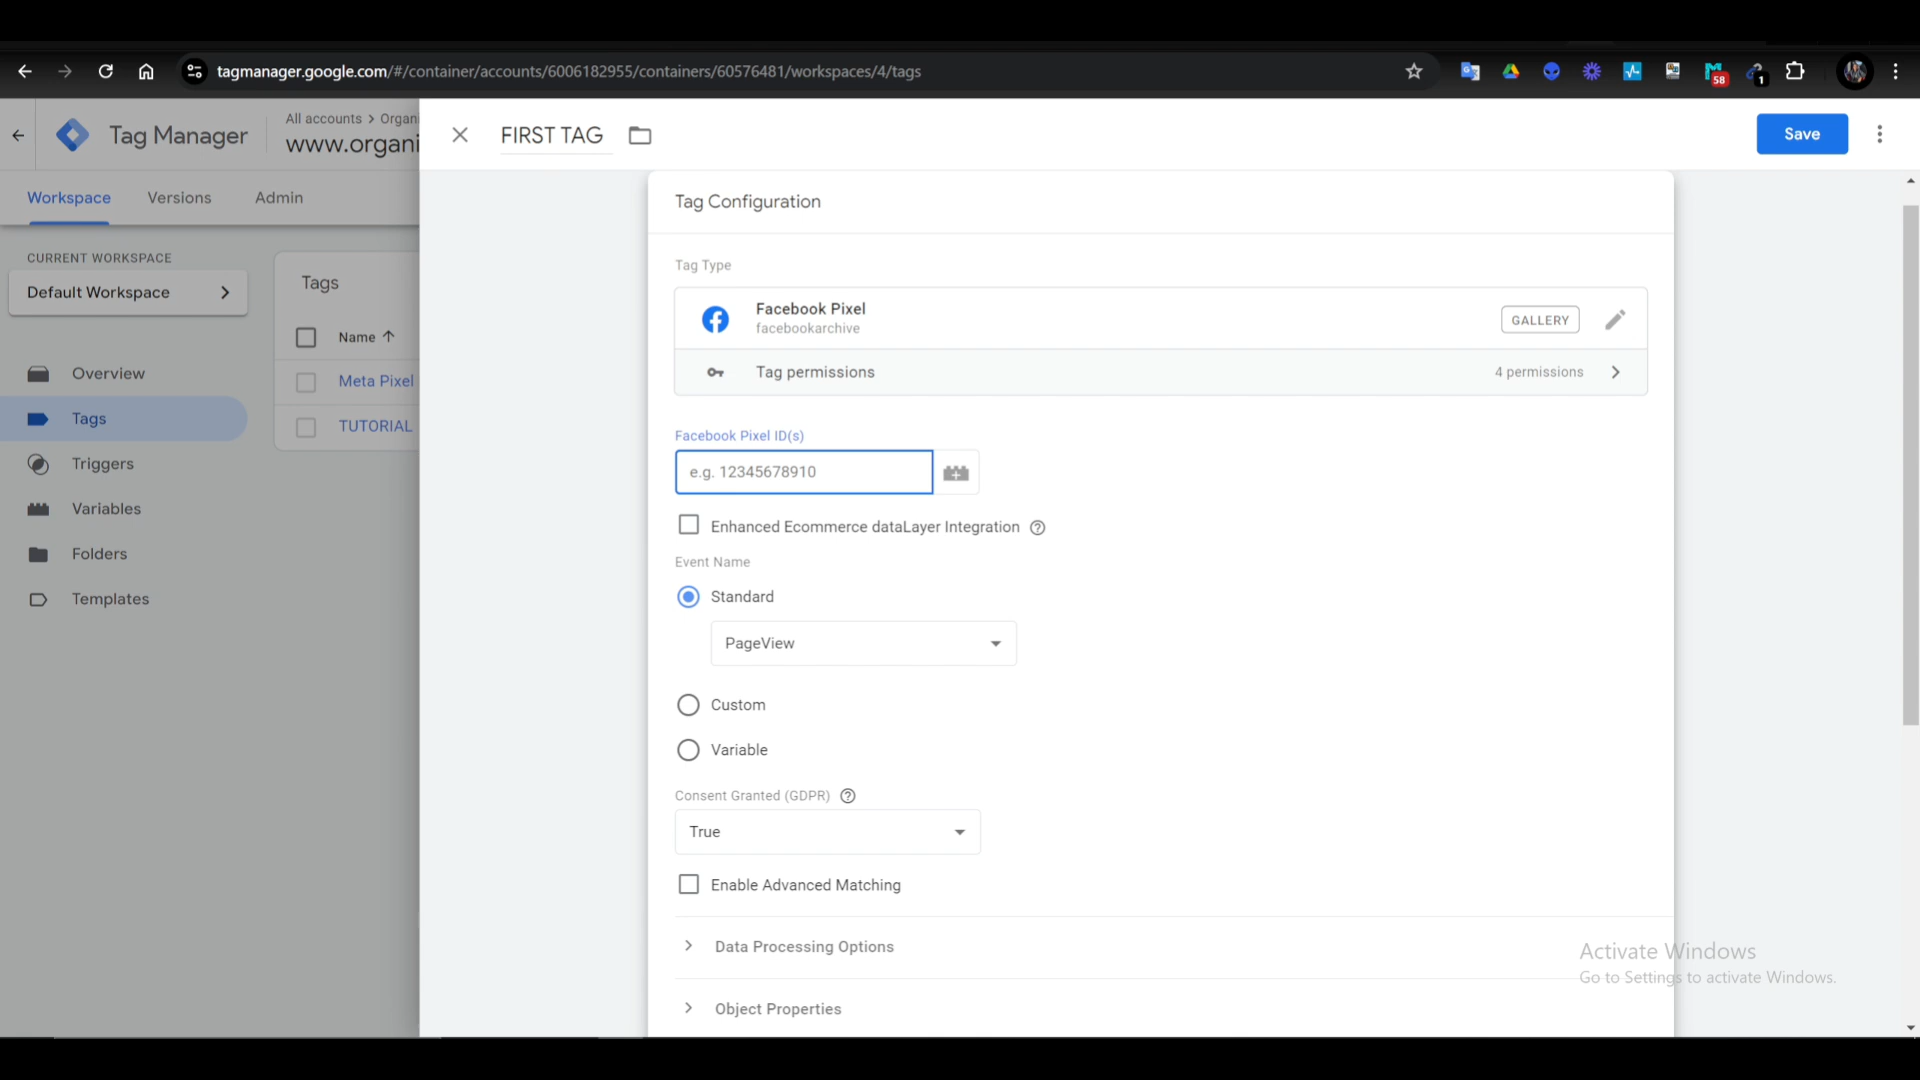 tagmanager.google.com/#/container/accounts/6006182955/containers/60576481/workspaces/4/tags
58
1
Tag Manager
All accounts > Organi
www.organi
FIRST TAG
Save
Workspace
Versions
Admin
Tag Configuration
CURRENT WORKSPACE
Default Workspace
Tags
Name
Meta Pixel
TUTORIAL
Overview
Tags
Triggers
Variables
Folders
Templates
Tag Type
Facebook Pixel
facebookarchive
GALLERY
Tag permissions
4 permissions
Facebook Pixel ID(s)
e.g. 12345678910
Enhanced Ecommerce dataLayer Integration
Event Name
Standard
PageView
Custom
Variable
Consent Granted (GDPR)
True
Enable Advanced Matching
Data Processing Options
Object Properties
Activate Windows
Go to Settings to activate Windows.